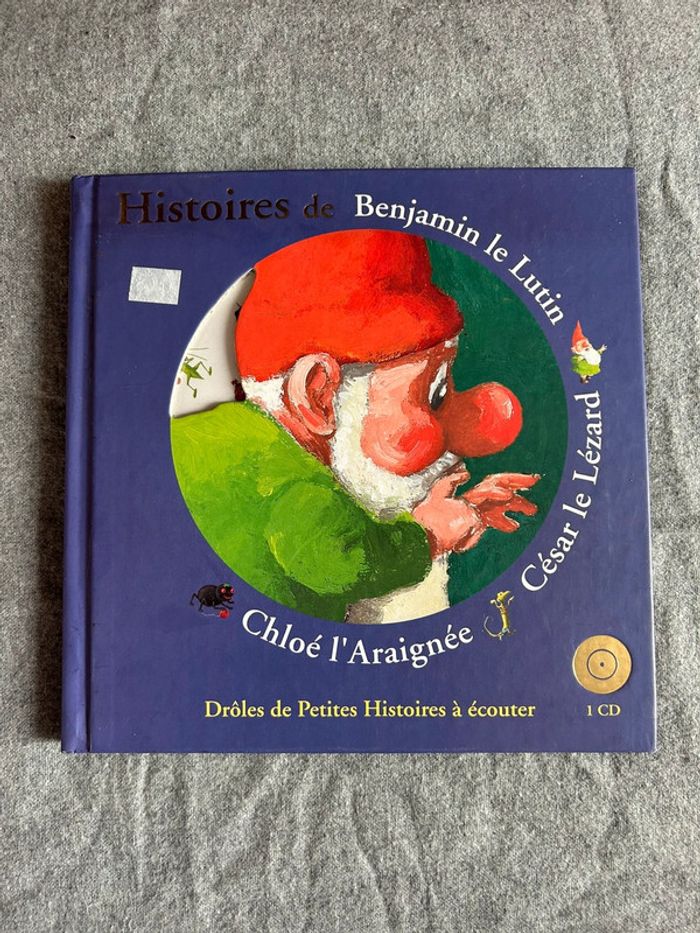 Histoires de Benjamin le Lutin
César le Lézard
Chloé l'Araignée
Drôles de Petites Histoires à écouter
1 CD